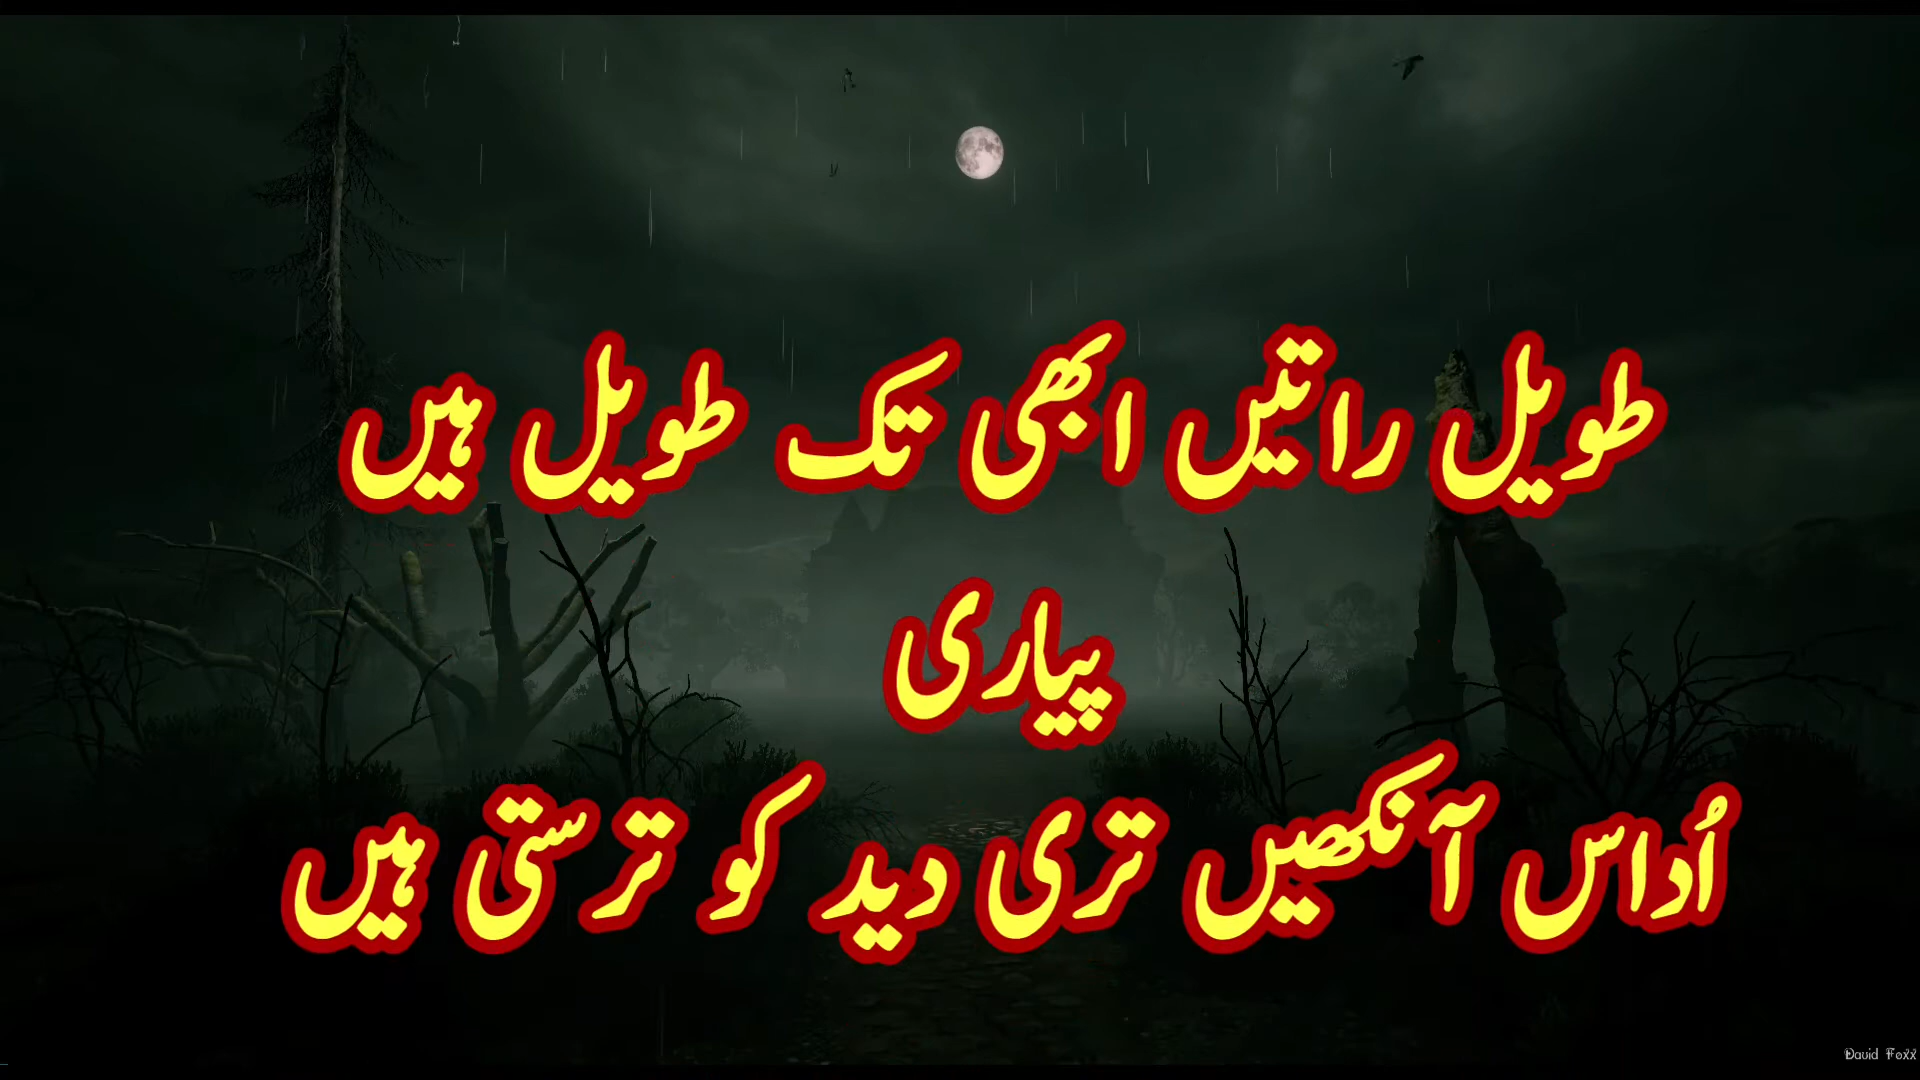 طویل راتیں ابھی تک طویل ہیں
پیاری
اُداس آنکھیں تری دید کو ترستی ہیں
David Foxx